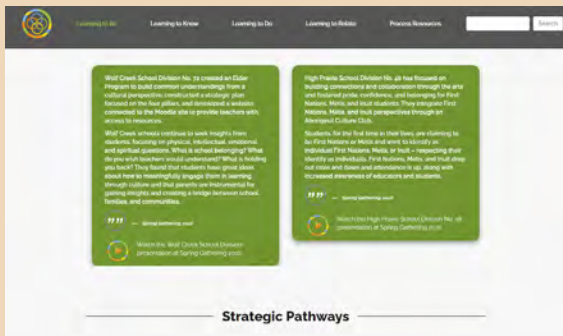 Learning to Be
Learning to Know
Learning to Do
Learning to Relate
Process Resources
Search
Wolf Creek School Division No. 72 created an Elder
Program to build common understandings from a
cultural perspective, constructed a strategic plan
focused on the four pillars, and developed a website
connected to the Moodle site to provide teachers with
access to resources.
Wolf Creek schools continue to seek insights from
students, focusing on physical, intellectual, emotional
and spiritual questions. What is school belonging? What
do you wish teachers would understand? What is holding
you back? They found that students have great ideas
about how to meaningfully engage them in learning
through culture and that parents are instrumental for
gaining insights and creating a bridge between school,
families, and communities.
”” — Spring Gathering 2016
Watch the Wolf Creek School Division
presentation at Spring Gathering 2016.
High Prairie School Division No. 48 has focused on
building connections and collaboration through the arts
and fostered pride, confidence, and belonging for First
Nations, Métis, and Inuit students. They integrate First
Nations, Métis, and Inuit perspectives through an
Aboriginal Culture Club.
Students, for the first time in their lives, are claiming to
be First Nations or Métis and want to identify as
individual First Nations, Métis, or Inuit – respecting their
identity as individuals. First Nations, Métis, and Inuit drop
out rates are down and attendance is up, along with
increased awareness of educators and students.
”” — Spring Gathering 2016
Watch the High Prairie School Division No. 48
presentation at Spring Gathering 2016.
Strategic Pathways